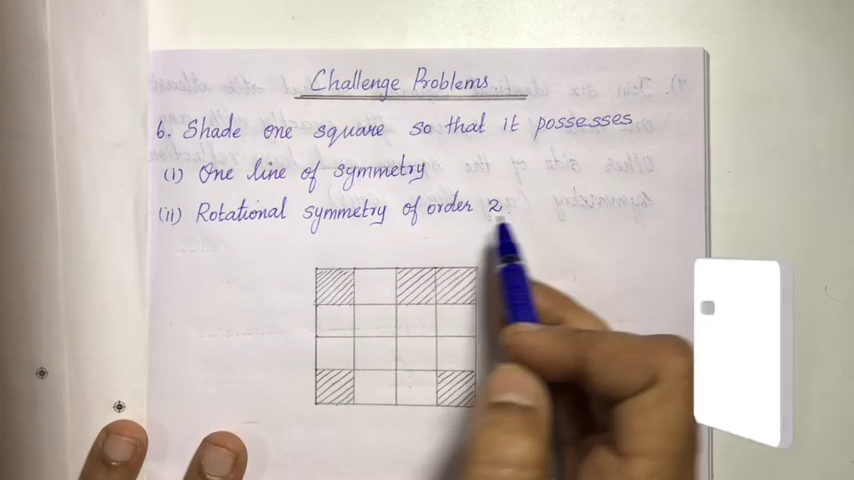 Challenge Problems
6. Shade one square so that it possesses
(i) One line of symmetry
(ii) Rotational symmetry of order 2.